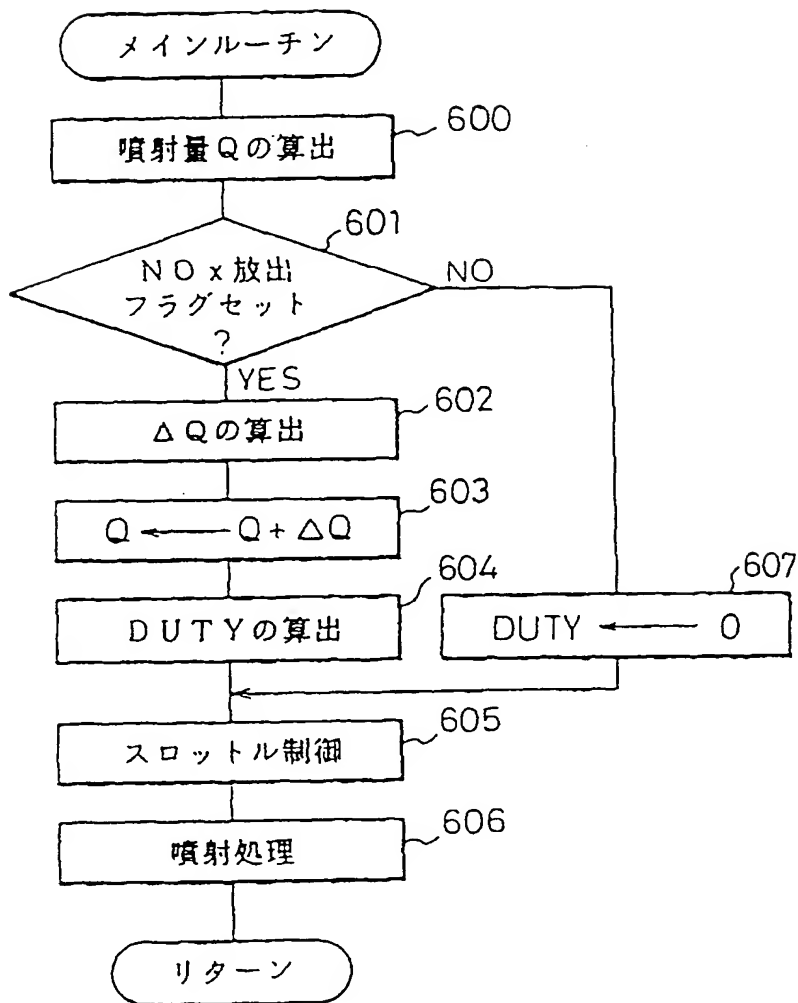 メインルーチン
600
噴射量Qの算出
601
NOx放出
フラグセット
?
NO
YES
602
ΔQの算出
603
Q ← Q + ΔQ
604
DUTYの算出
607
DUTY ← 0
605
スロットル制御
606
噴射処理
リターン